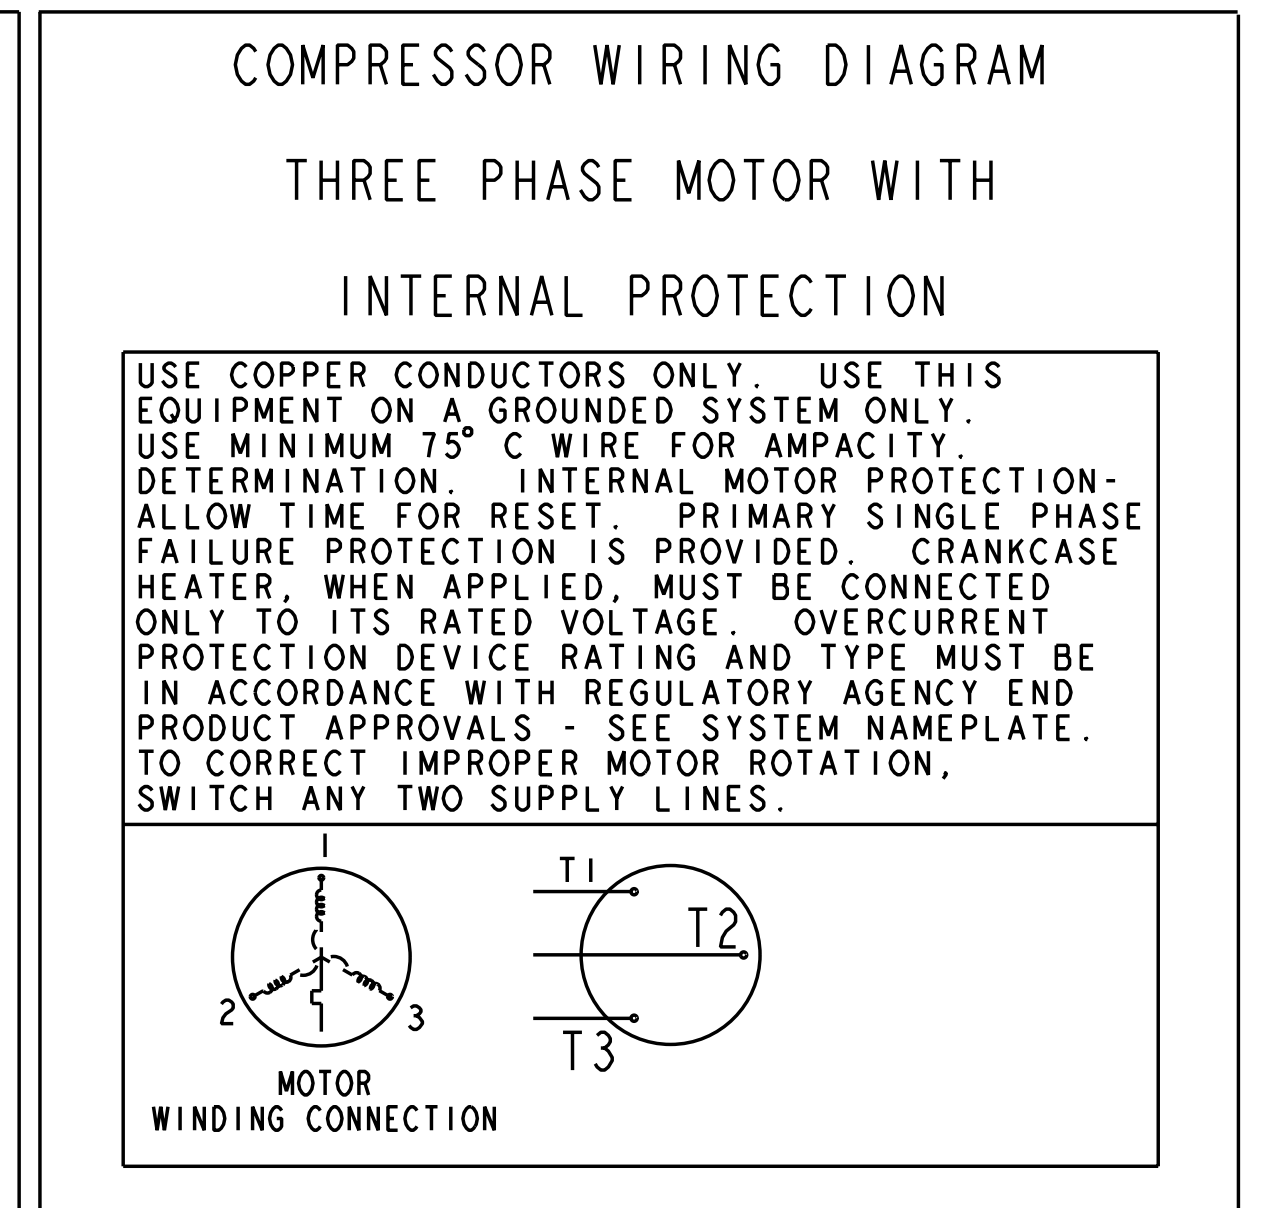 COMPRESSOR WIRING DIAGRAM
THREE PHASE MOTOR WITH
INTERNAL PROTECTION
USE COPPER CONDUCTORS ONLY. USE THIS
EQUIPMENT ON A GROUNDED SYSTEM ONLY.
USE MINIMUM 75° C WIRE FOR AMPACITY.
DETERMINATION. INTERNAL MOTOR PROTECTION-
ALLOW TIME FOR RESET. PRIMARY SINGLE PHASE
FAILURE PROTECTION IS PROVIDED. CRANKCASE
HEATER, WHEN APPLIED, MUST BE CONNECTED
ONLY TO ITS RATED VOLTAGE. OVERCURRENT
PROTECTION DEVICE RATING AND TYPE MUST BE
IN ACCORDANCE WITH REGULATORY AGENCY END
PRODUCT APPROVALS - SEE SYSTEM NAMEPLATE.
TO CORRECT IMPROPER MOTOR ROTATION,
SWITCH ANY TWO SUPPLY LINES.
1
2
3
MOTOR
WINDING CONNECTION
T1
T2
T3